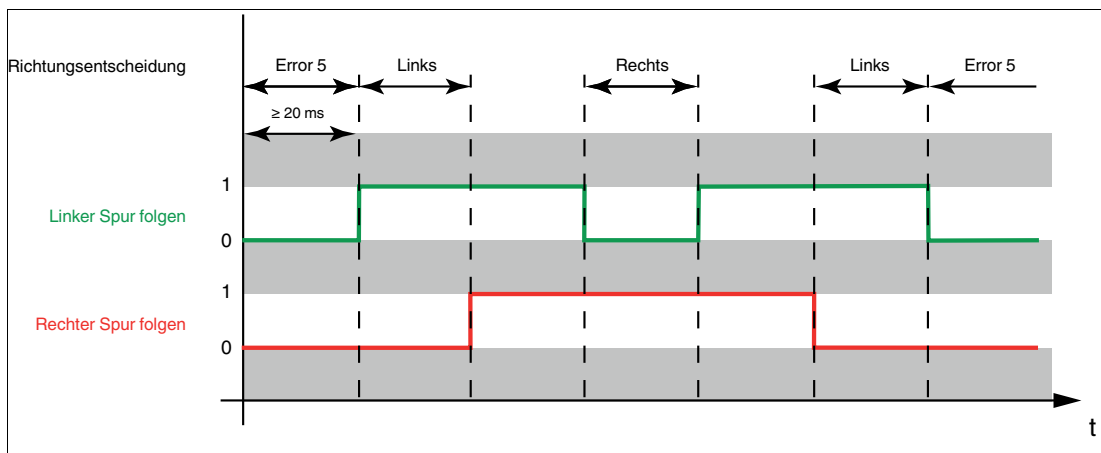 Richtungsentscheidung
Error 5
Links
Rechts
Links
Error 5
≥ 20 ms
1
Linker Spur folgen
0
1
Rechter Spur folgen
0
t